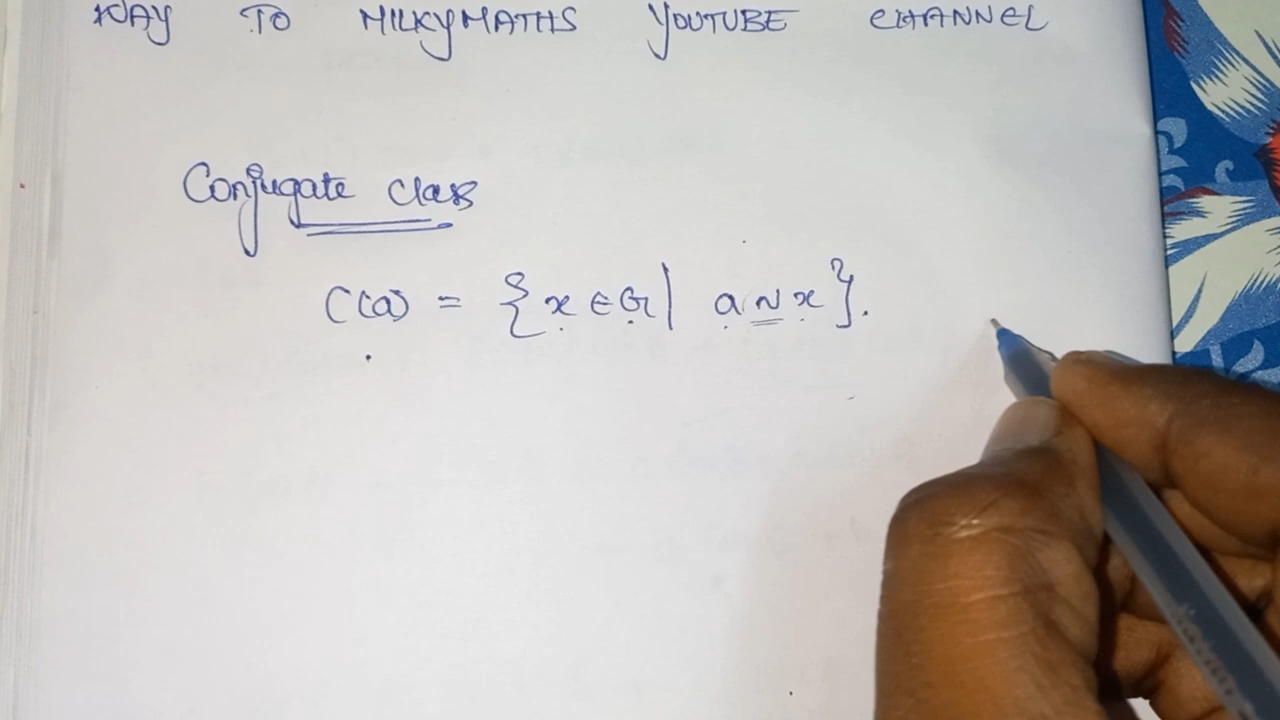 WAY TO MILKYMATHS YOUTUBE CHANNEL
Conjugate class
C(a) = {x ∈ G | a ~ x}.